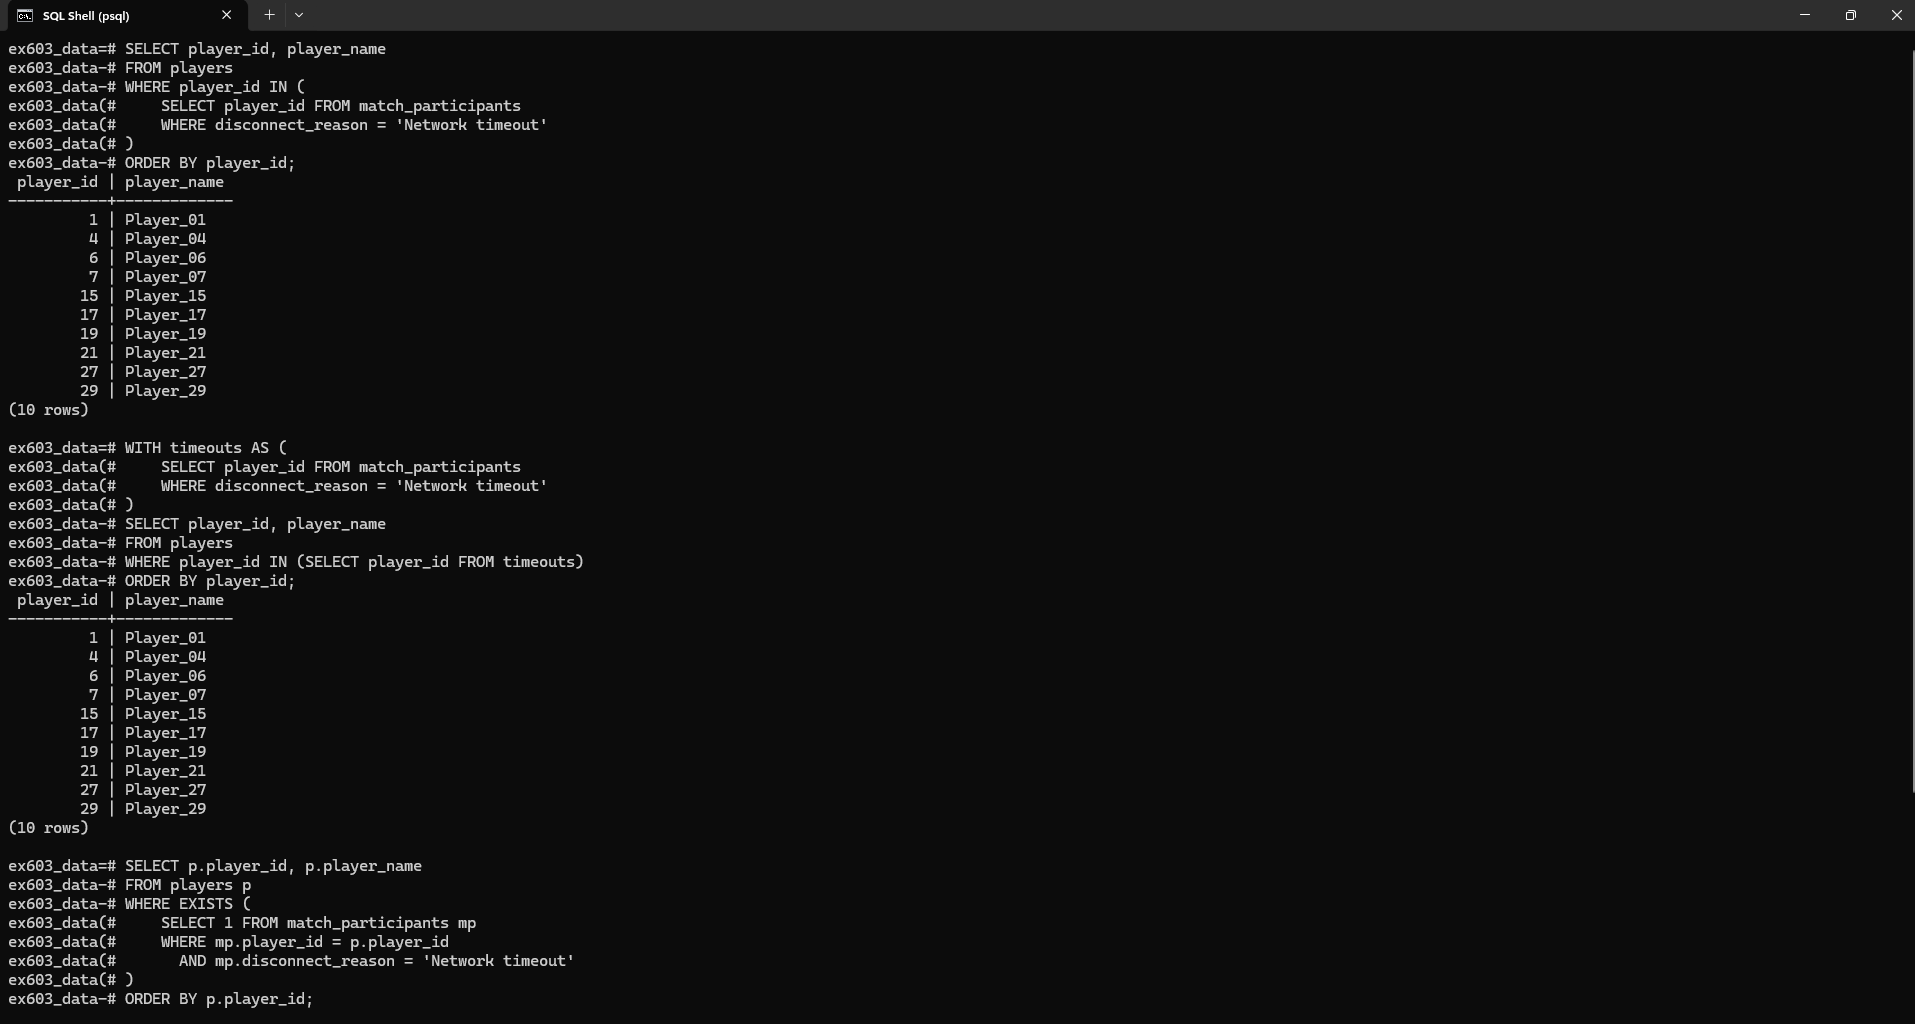 SQL Shell (psql)
ex603_data=# SELECT player_id, player_name
ex603_data-# FROM players
ex603_data-# WHERE player_id IN (
ex603_data(#     SELECT player_id FROM match_participants
ex603_data(#     WHERE disconnect_reason = 'Network timeout'
ex603_data(# )
ex603_data-# ORDER BY player_id;
 player_id | player_name
-----------+-------------
         1 | Player_01
         4 | Player_04
         6 | Player_06
         7 | Player_07
        15 | Player_15
        17 | Player_17
        19 | Player_19
        21 | Player_21
        27 | Player_27
        29 | Player_29
(10 rows)

ex603_data=# WITH timeouts AS (
ex603_data(#     SELECT player_id FROM match_participants
ex603_data(#     WHERE disconnect_reason = 'Network timeout'
ex603_data(# )
ex603_data-# SELECT player_id, player_name
ex603_data-# FROM players
ex603_data-# WHERE player_id IN (SELECT player_id FROM timeouts)
ex603_data-# ORDER BY player_id;
 player_id | player_name
-----------+-------------
         1 | Player_01
         4 | Player_04
         6 | Player_06
         7 | Player_07
        15 | Player_15
        17 | Player_17
        19 | Player_19
        21 | Player_21
        27 | Player_27
        29 | Player_29
(10 rows)

ex603_data=# SELECT p.player_id, p.player_name
ex603_data-# FROM players p
ex603_data-# WHERE EXISTS (
ex603_data(#     SELECT 1 FROM match_participants mp
ex603_data(#     WHERE mp.player_id = p.player_id
ex603_data(#       AND mp.disconnect_reason = 'Network timeout'
ex603_data(# )
ex603_data-# ORDER BY p.player_id;